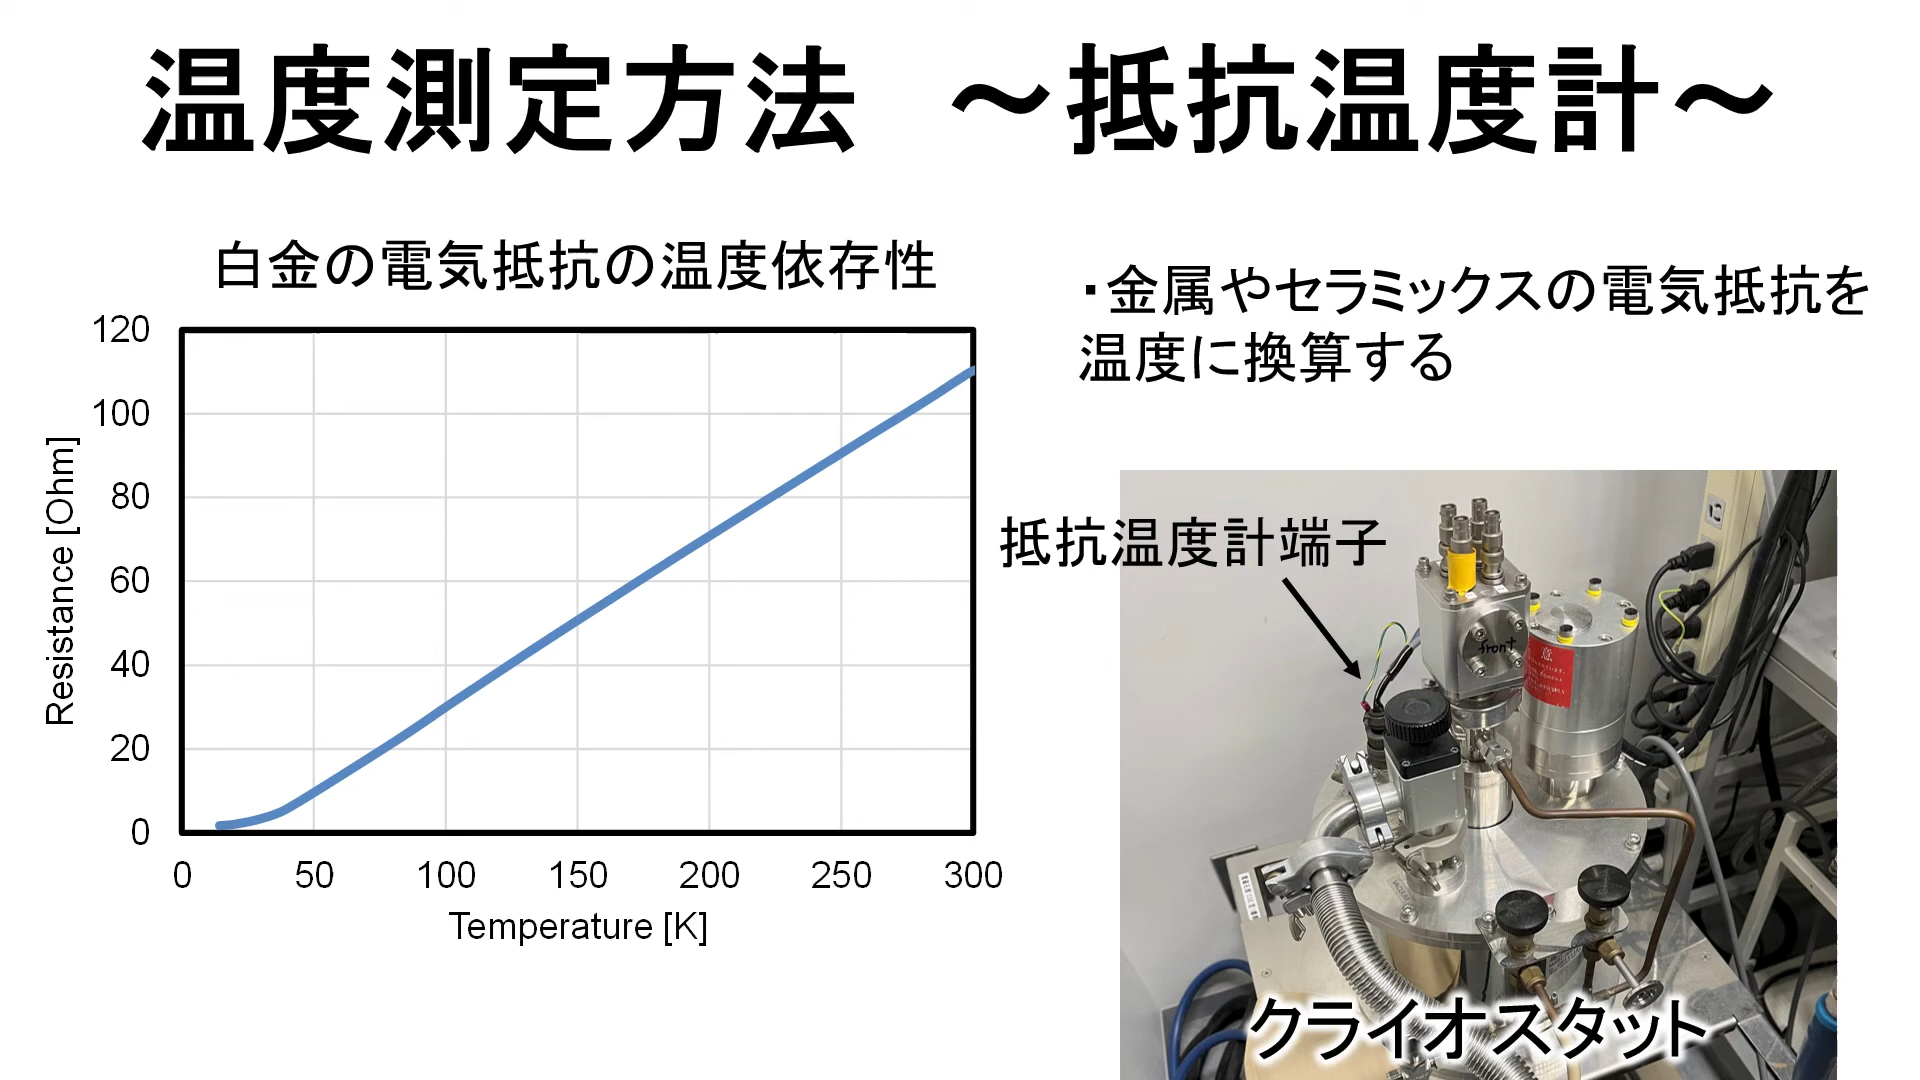 温度測定方法　～抵抗温度計～
白金の電気抵抗の温度依存性
120
100
80
60
40
20
0
0 50 100 150 200 250 300
Resistance [Ohm]
Temperature [K]
・金属やセラミックスの電気抵抗を
温度に換算する
抵抗温度計端子
front
クライオスタット